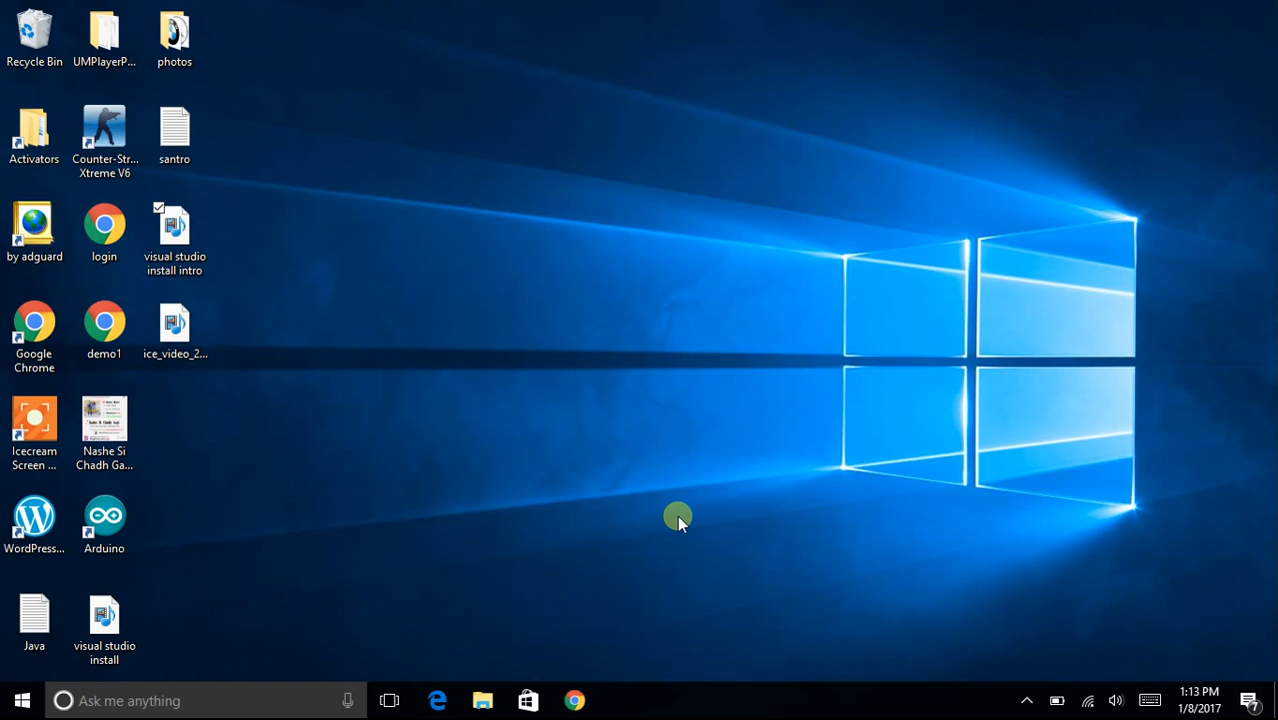 Recycle Bin
UMPlayerP...
photos
Activators
Counter-Str...
Xtreme V6
santro
by adguard
login
visual studio
install intro
Google
Chrome
demo1
ice_video_2...
Icecream
Screen ...
Nashe Si
Chadh Ga...
WordPress...
Arduino
Java
visual studio
install
Ask me anything
1:13 PM
1/8/2017
7